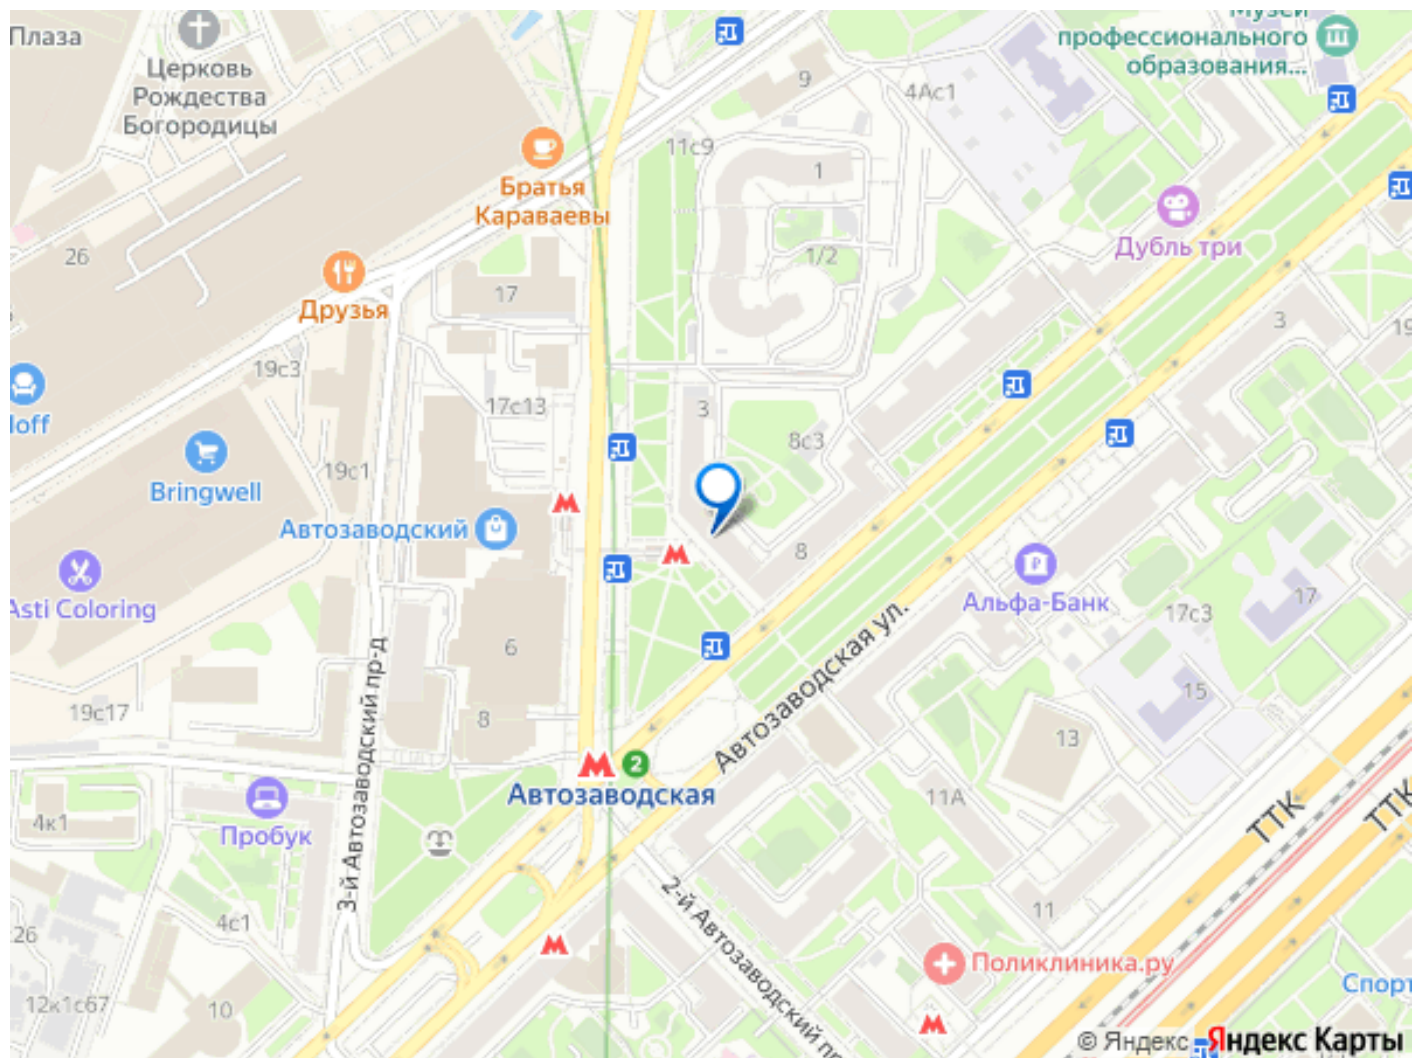 Плаза
Церковь
Рождества
Богородицы
Музей
профессионального
образования...
9
4Ас1
11с9
1
Братья
Караваевы
Дубль три
26
1/2
17
Друзья
3
19
19с3
17с13
loff
3
8с3
19с1
Bringwell
Автозаводский
8
Альфа-Банк
Asti Coloring
17с3
17
Автозаводская ул.
6
15
19с17
8
13
3-й Автозаводский пр-д
2
Автозаводская
11А
ТТК
ТТК
4к1
Пробук
2-й Автозаводский пр
4с1
11
26
Поликлиника.ру
Спорт
12к1с67
10
© Яндекс
Яндекс Карты